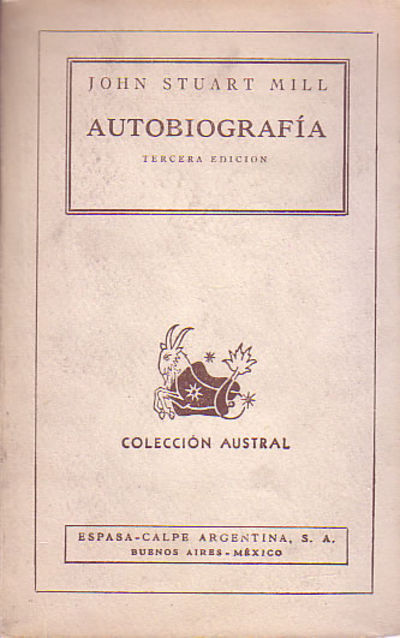 JOHN STUART MILL
AUTOBIOGRAFÍA
TERCERA EDICION
COLECCIÓN AUSTRAL
ESPASA-CALPE ARGENTINA, S. A.
BUENOS AIRES - MÉXICO